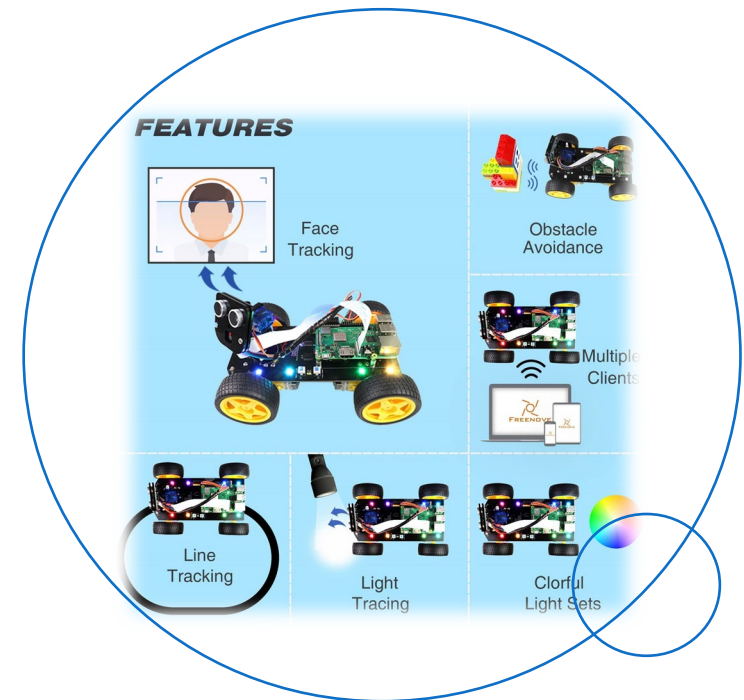 FEATURES
Face
Tracking
Obstacle
Avoidance
Multiple
Clients
FREENOVE
Line
Tracking
Light
Tracing
Clorful
Light Sets